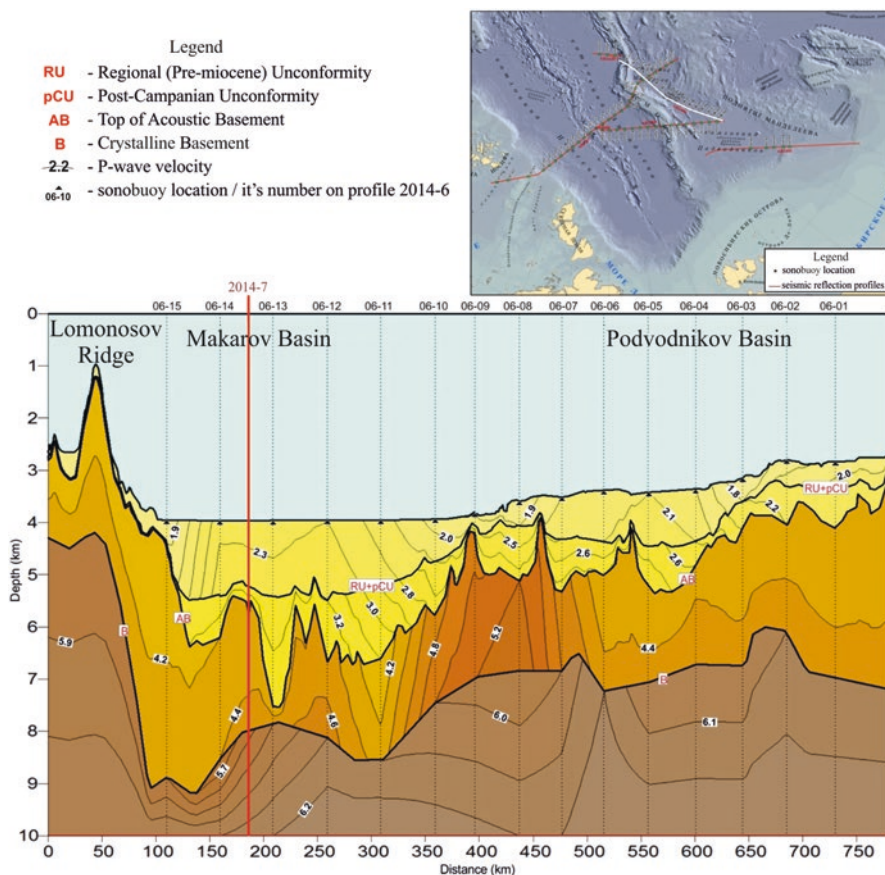 Legend
RU - Regional (Pre-miocene) Unconformity
pCU - Post-Campanian Unconformity
AB - Top of Acoustic Basement
B - Crystalline Basement
2.2 - P-wave velocity
06-10 - sonobuoy location / it's number on profile 2014-6
Legend
sonobuoy location
seismic reflection profiles
2014-7
06-15 06-14 06-13 06-12 06-11 06-10 06-09 06-08 06-07 06-06 06-05 06-04 06-03 06-02 06-01
Lomonosov
Ridge
Makarov Basin
Podvodnikov Basin
0
1
2
3
4
5
6
7
8
9
10
Depth (km)
1.9
2.3
2.0
1.9
2.1
1.8
2.0
2.2
RU+pCU
RU+pCU
2.5
2.6
2.6
2.8
3.0
3.2
AB
AB
B
B
5.9
4.2
4.2
4.8
5.2
4.4
4.4
4.6
5.7
6.0
6.1
6.2
0 50 100 150 200 250 300 350 400 450 500 550 600 650 700 750
Distance (km)